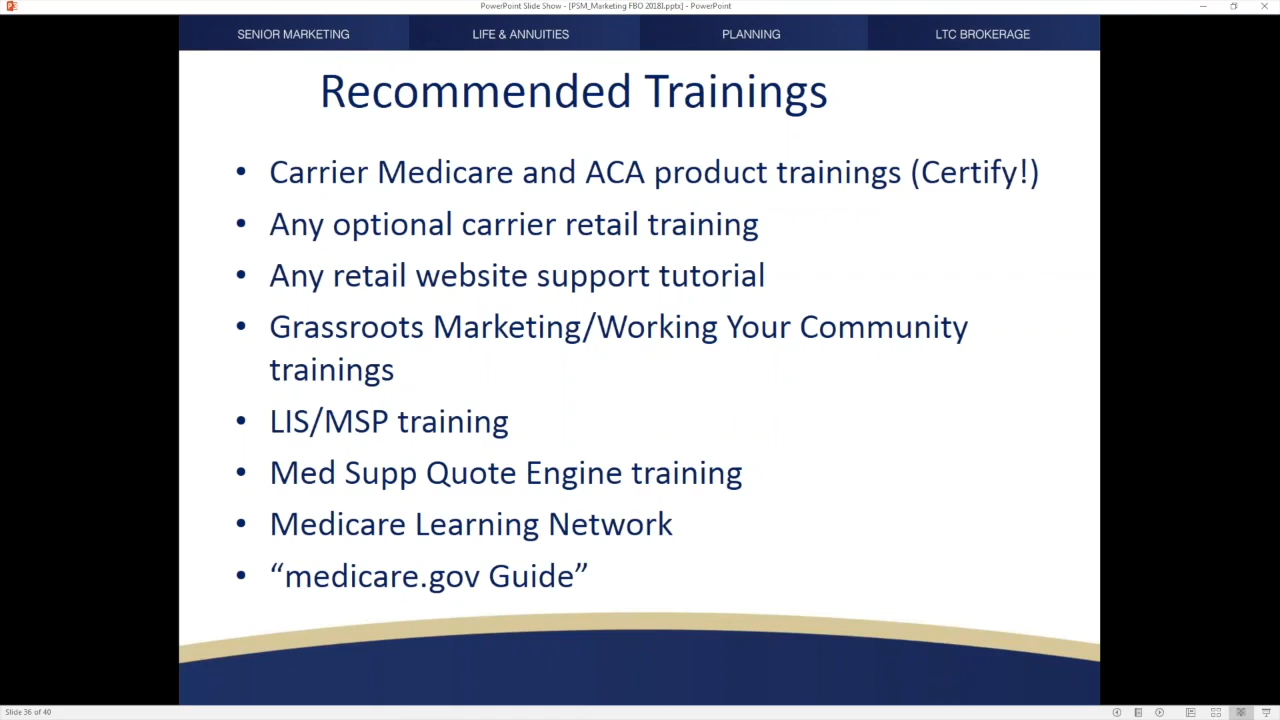 PowerPoint Slide Show - [PSM_Marketing FBO 2018I.pptx] - PowerPoint
SENIOR MARKETING
LIFE & ANNUITIES
PLANNING
LTC BROKERAGE
Recommended Trainings
• Carrier Medicare and ACA product trainings (Certify!)
• Any optional carrier retail training
• Any retail website support tutorial
• Grassroots Marketing/Working Your Community
trainings
• LIS/MSP training
• Med Supp Quote Engine training
• Medicare Learning Network
• “medicare.gov Guide”
Slide 36 of 40